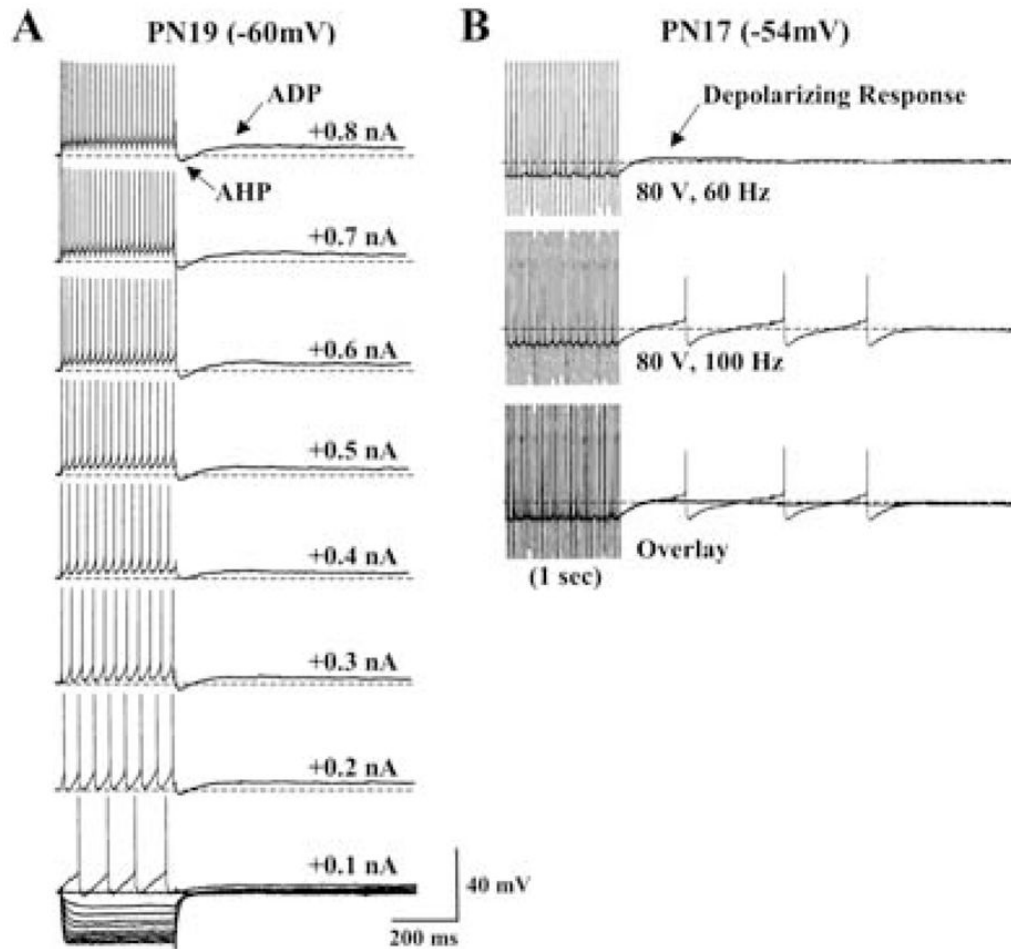 A
PN19 (-60mV)
ADP
+0.8 nA
AHP
+0.7 nA
+0.6 nA
+0.5 nA
+0.4 nA
+0.3 nA
+0.2 nA
+0.1 nA
40 mV
200 ms
B
PN17 (-54mV)
Depolarizing Response
80 V, 60 Hz
80 V, 100 Hz
Overlay
(1 sec)